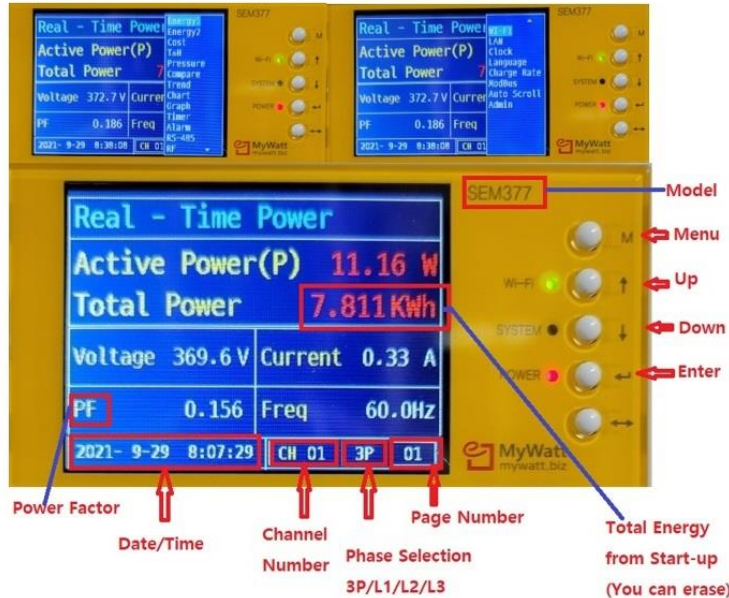 SEM377
Real - Time Power
Active Power(P)
Total Power 7
Voltage 372.7 V Curre
PF 0.186 Freq
2021- 9-29 8:38:08 CH 01
Energy1
Energy2
Cost
T&H
Pressure
Compare
Trend
Chart
Graph
Timer
Alarm
RS-485
RF
M
Wi-Fi
SYSTEM
POWER
MyWatt
mywatt.biz
SEM377
Real - Time Power
Active Power(P)
Total Power 7
Voltage 372.7 V Curre
PF 0.186 Freq
2021- 9-29 8:38:08 CH 01
WI-FI
LAN
Clock
Language
Charge Rate
ModBus
Auto Scroll
Admin
M
Wi-Fi
SYSTEM
POWER
MyWatt
mywatt.biz
SEM377
Model
Real - Time Power
Active Power(P) 11.16 W
Total Power 7.811 KWh
Voltage 369.6 V Current 0.33 A
PF 0.156 Freq 60.0Hz
2021- 9-29 8:07:29 CH 01 3P 01
M
Menu
Wi-Fi
Up
SYSTEM
Down
POWER
Enter
MyWatt
mywatt.biz
Power Factor
Date/Time
Channel
Number
Phase Selection
3P/L1/L2/L3
Page Number
Total Energy
from Start-up
(You can erase)